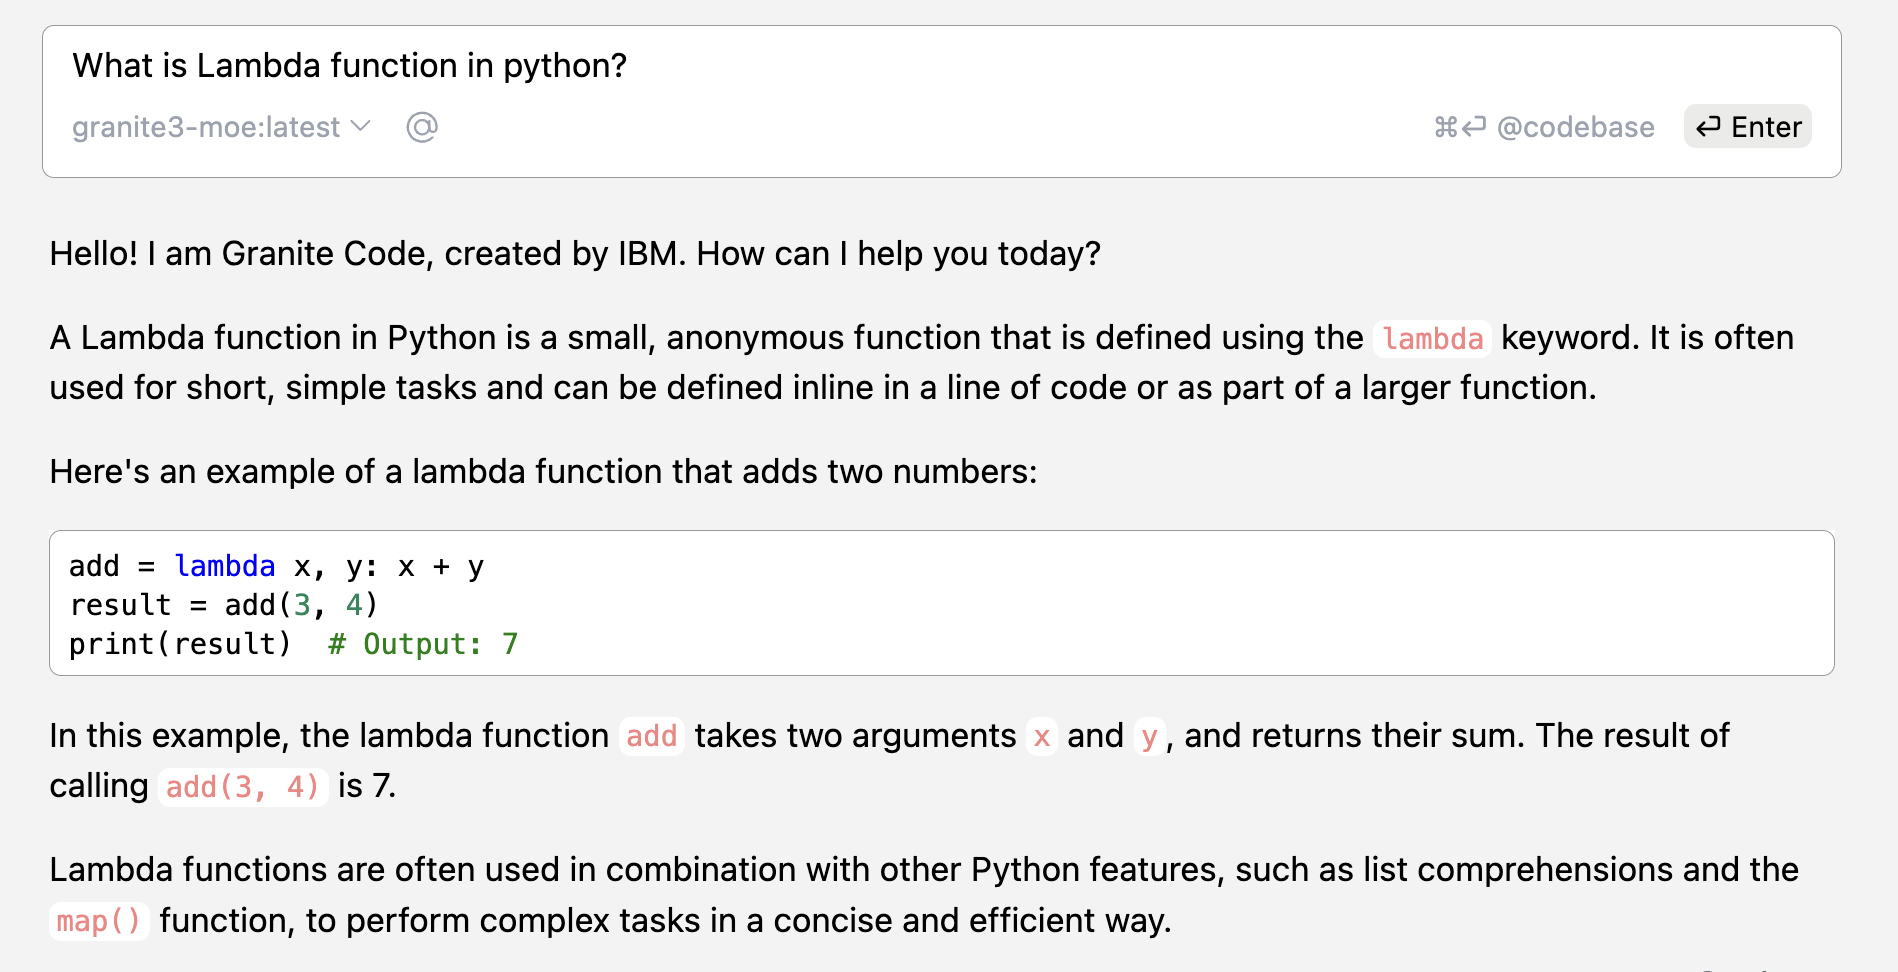 What is Lambda function in python?
granite3-moe:latest @ ⌘⏎ @codebase ⏎ Enter
Hello! I am Granite Code, created by IBM. How can I help you today?
A Lambda function in Python is a small, anonymous function that is defined using the lambda keyword. It is often
used for short, simple tasks and can be defined inline in a line of code or as part of a larger function.
Here's an example of a lambda function that adds two numbers:
add = lambda x, y: x + y
result = add(3, 4)
print(result)  # Output: 7
In this example, the lambda function add takes two arguments x and y, and returns their sum. The result of
calling add(3, 4) is 7.
Lambda functions are often used in combination with other Python features, such as list comprehensions and the
map() function, to perform complex tasks in a concise and efficient way.